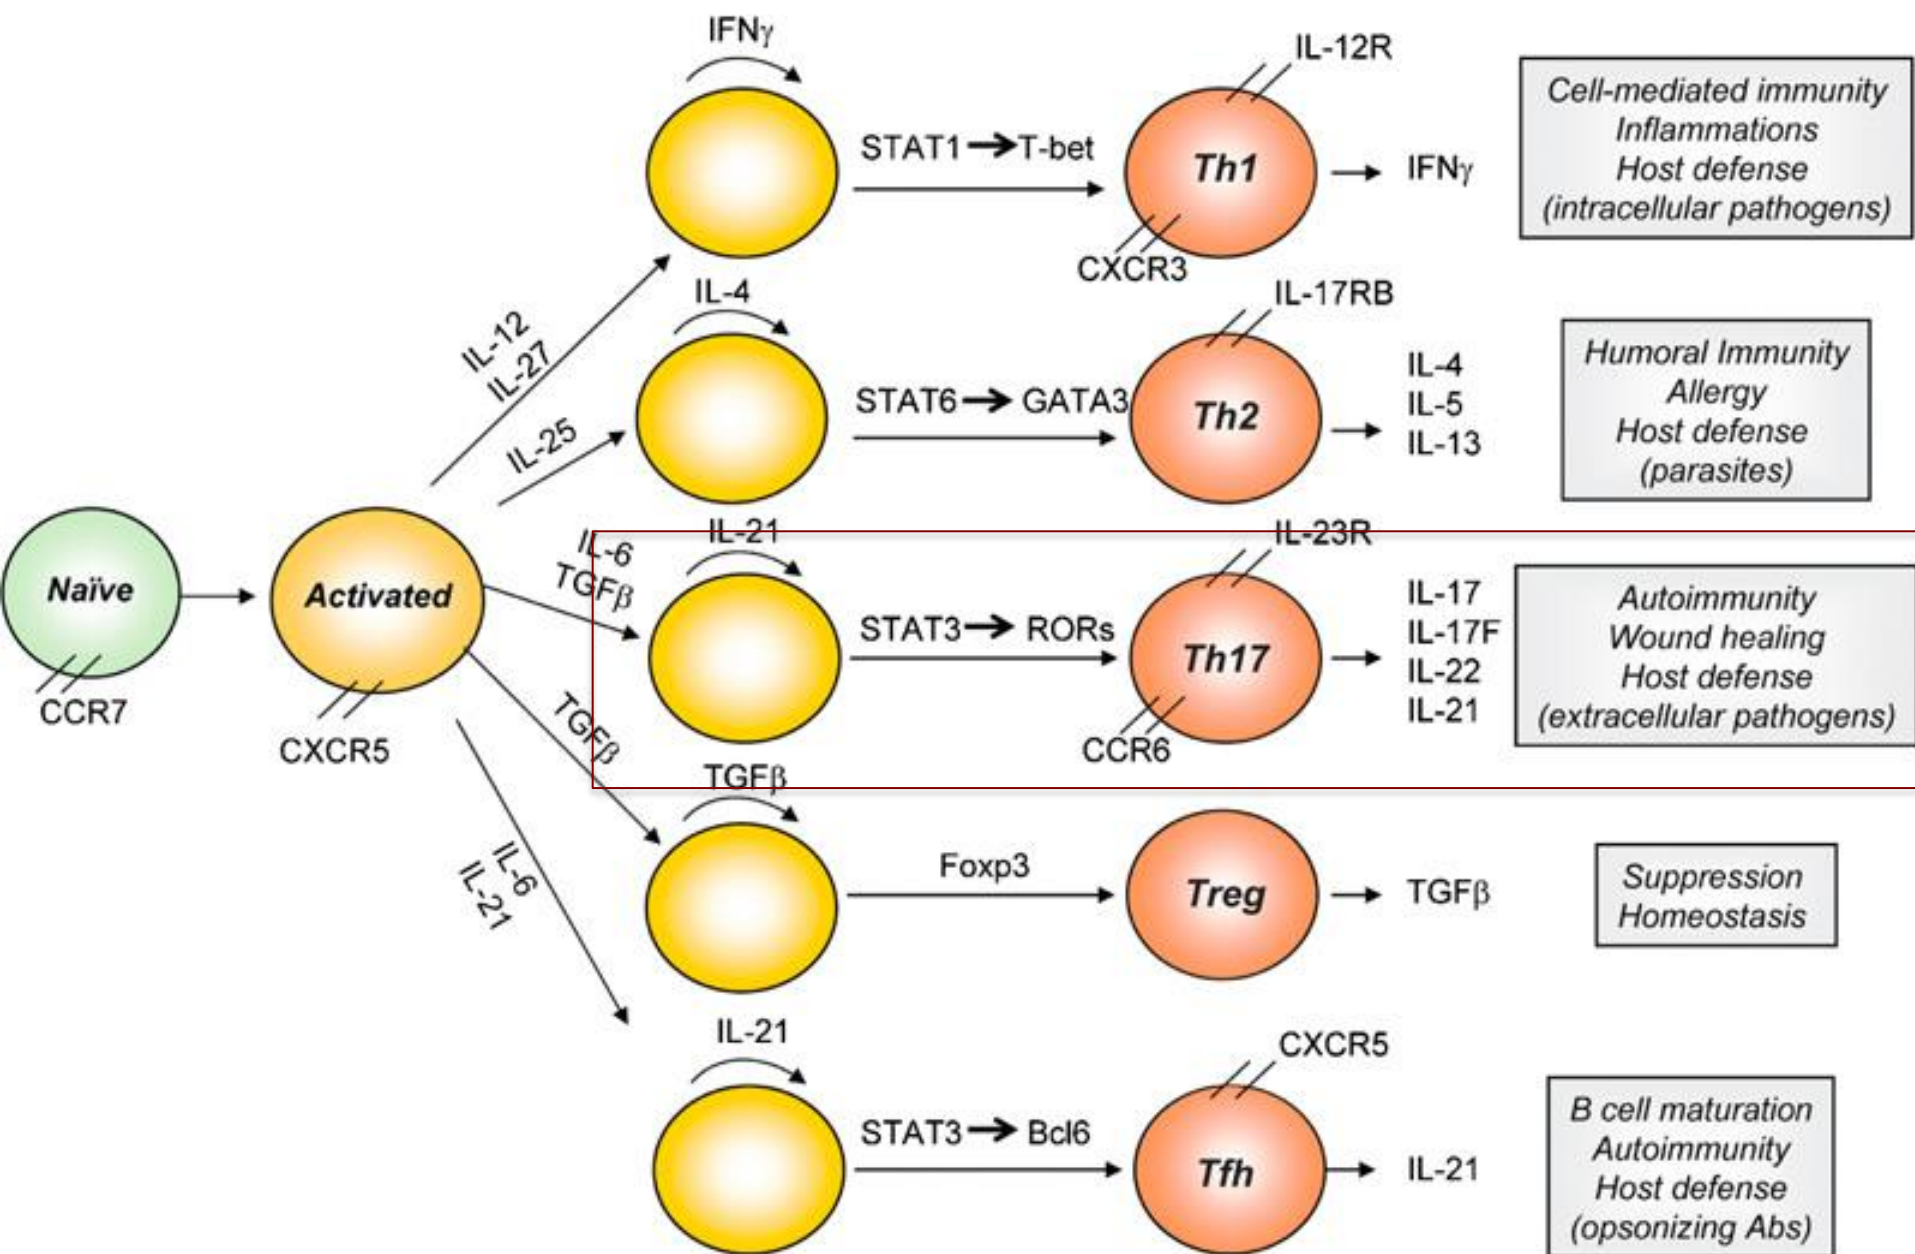 IFNγ
IL-12R
STAT1→T-bet
Th1
IFNγ
CXCR3
Cell-mediated immunity
Inflammations
Host defense
(intracellular pathogens)
IL-12
IL-27
IL-4
IL-17RB
IL-25
STAT6→ GATA3
Th2
IL-4
IL-5
IL-13
Humoral Immunity
Allergy
Host defense
(parasites)
Naïve
CCR7
Activated
CXCR5
IL-6
TGFβ
IL-21
IL-23R
STAT3→ RORs
Th17
CCR6
IL-17
IL-17F
IL-22
IL-21
Autoimmunity
Wound healing
Host defense
(extracellular pathogens)
TGFβ
TGFβ
Foxp3
Treg
TGFβ
Suppression
Homeostasis
IL-6
IL-21
IL-21
CXCR5
STAT3→ Bcl6
Tfh
IL-21
B cell maturation
Autoimmunity
Host defense
(opsonizing Abs)